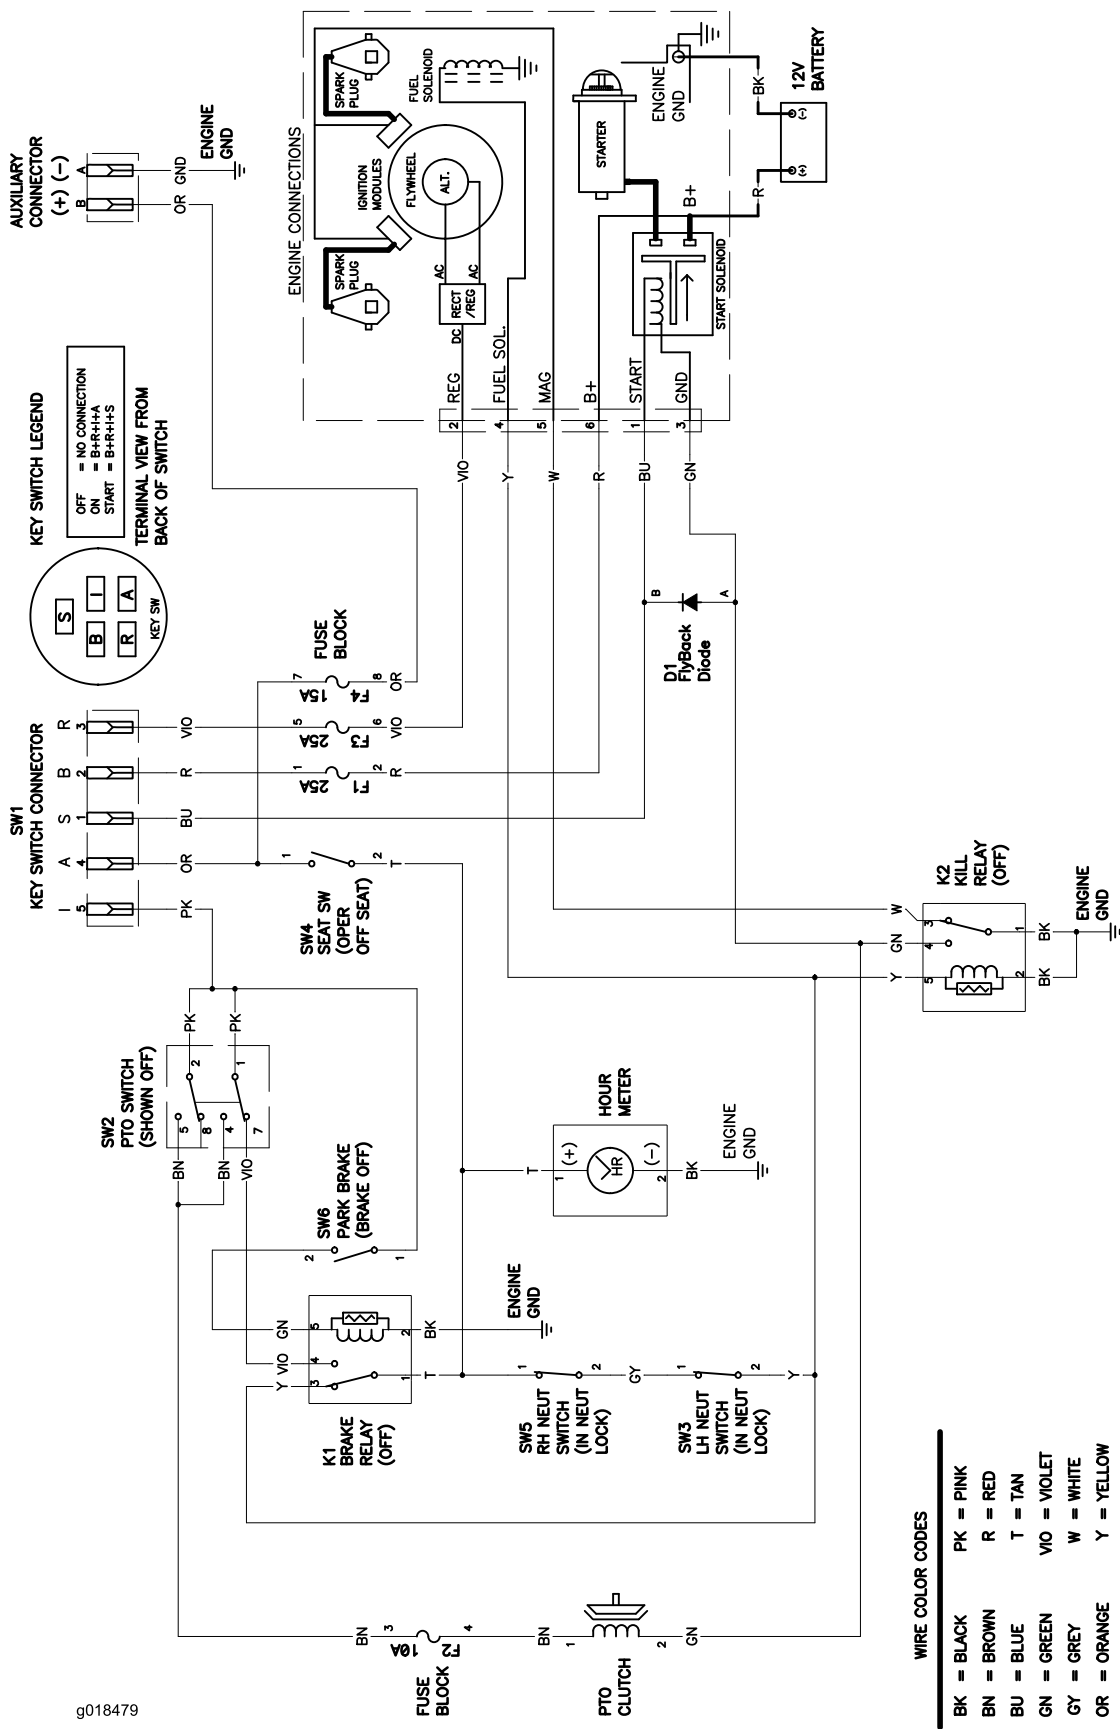 g018479
AUXILIARY
CONNECTOR
(+) (-)
B
A
OR
GND
ENGINE
GND
KEY SWITCH LEGEND
OFF = NO CONNECTION
ON = B+R+I+A
START = B+R+I+S
TERMINAL VIEW FROM
BACK OF SWITCH
S
B
I
R
A
KEY SW
SW1
KEY SWITCH CONNECTOR
I
A
S
B
R
5
4
1
2
3
PK
OR
BU
R
VIO
ENGINE CONNECTIONS
SPARK
PLUG
SPARK
PLUG
IGNITION
MODULES
FLYWHEEL
ALT.
AC
AC
RECT
/REG
DC
FUEL
SOLENOID
STARTER
ENGINE
GND
START SOLENOID
B+
BK
R
12V
BATTERY
(-)
(+)
REG
FUEL SOL.
MAG
B+
START
GND
2
4
5
6
1
3
VIO
Y
W
R
BU
GN
FUSE
BLOCK
7
15A
F4
8
OR
5
25A
F3
6
VIO
1
25A
F1
2
R
D1
FlyBack
Diode
B
A
SW4
SEAT SW
(OPER
OFF SEAT)
1
2
T
K2
KILL
RELAY
(OFF)
W
GN
Y
3
4
5
1
2
BK
BK
ENGINE
GND
SW2
PTO SWITCH
(SHOWN OFF)
PK
PK
2
1
5
8
4
7
BN
BN
VIO
SW6
PARK BRAKE
(BRAKE OFF)
2
1
HOUR
METER
T
1
(+)
HR
(-)
2
BK
ENGINE
GND
K1
BRAKE
RELAY
(OFF)
GN
VIO
Y
5
4
3
2
1
BK
T
ENGINE
GND
SW5
RH NEUT
SWITCH
(IN NEUT
LOCK)
1
2
GY
SW3
LH NEUT
SWITCH
(IN NEUT
LOCK)
1
2
Y
BN
3
10A
F2
4
FUSE
BLOCK
BN
1
2
GN
PTO
CLUTCH
WIRE COLOR CODES
BK = BLACK
PK = PINK
BN = BROWN
R = RED
BU = BLUE
T = TAN
GN = GREEN
VIO = VIOLET
GY = GREY
W = WHITE
OR = ORANGE
Y = YELLOW